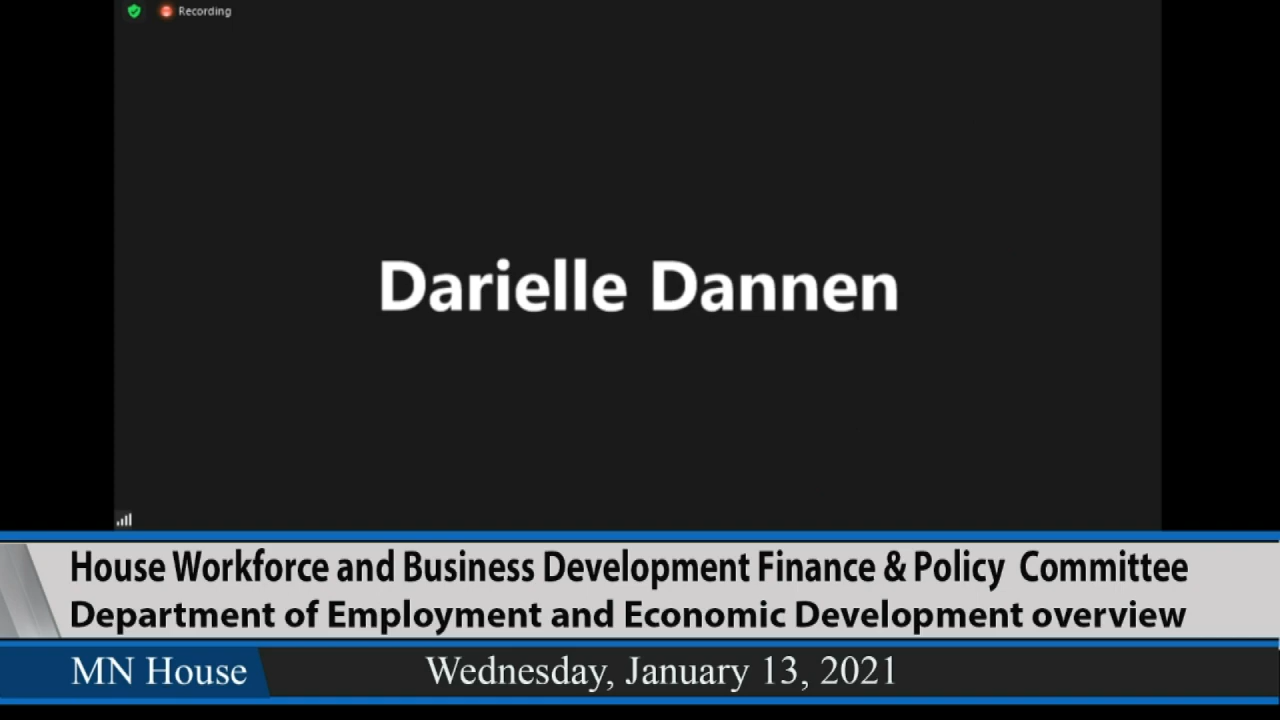 Recording
Darielle Dannen
House Workforce and Business Development Finance & Policy Committee
Department of Employment and Economic Development overview
MN House
Wednesday, January 13, 2021